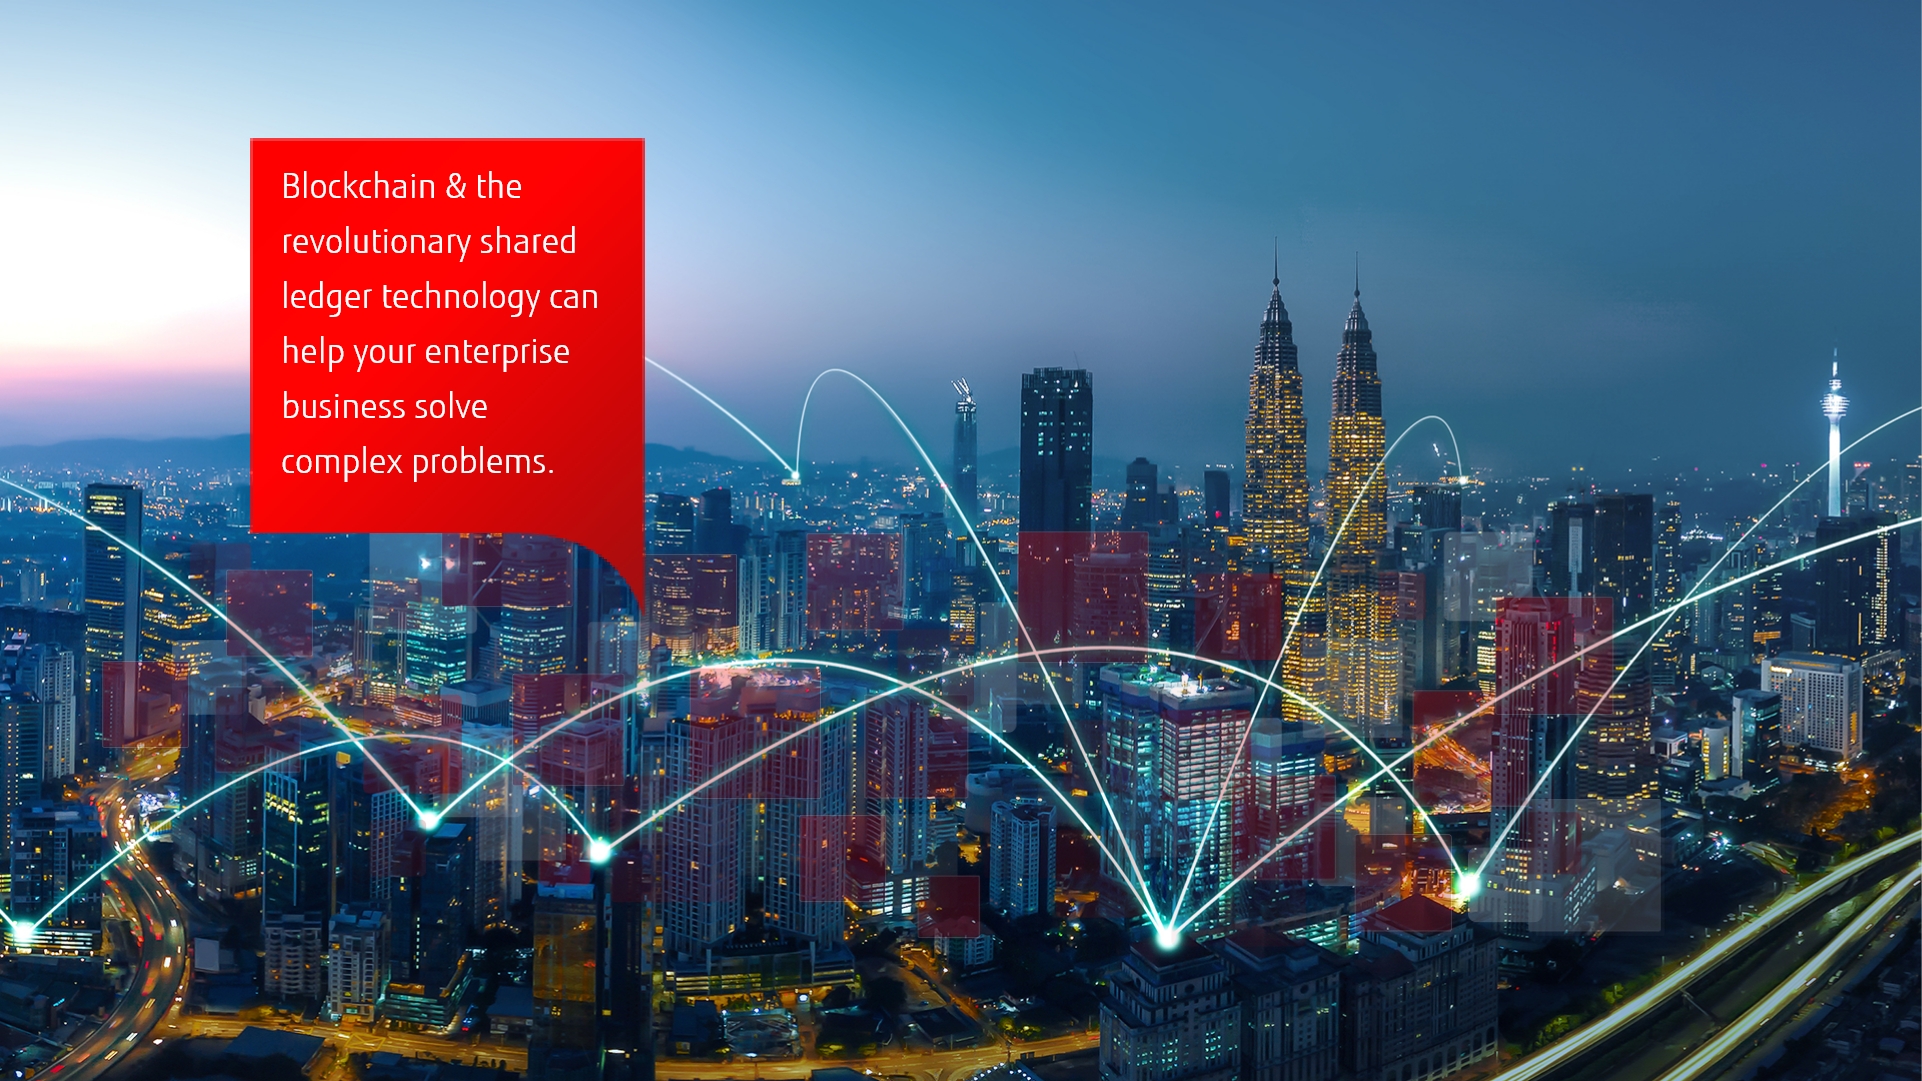 Blockchain & the
revolutionary shared
ledger technology can
help your enterprise
business solve
complex problems.